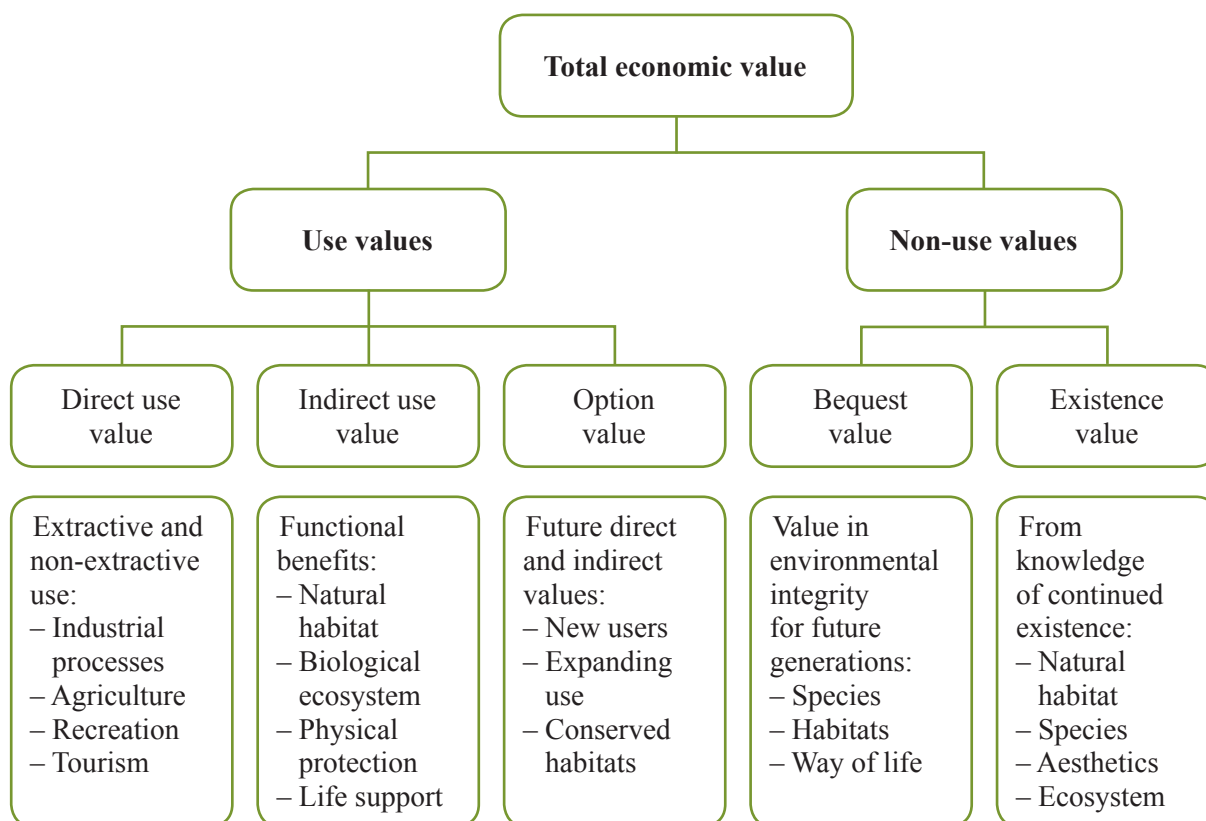 Total economic value
Use values
Non-use values
Direct use
value
Indirect use
value
Option
value
Bequest
value
Existence
value
Extractive and
non-extractive
use:
– Industrial
processes
– Agriculture
– Recreation
– Tourism
Functional
benefits:
– Natural
habitat
– Biological
ecosystem
– Physical
protection
– Life support
Future direct
and indirect
values:
– New users
– Expanding
use
– Conserved
habitats
Value in
environmental
integrity
for future
generations:
– Species
– Habitats
– Way of life
From
knowledge
of continued
existence:
– Natural
habitat
– Species
– Aesthetics
– Ecosystem